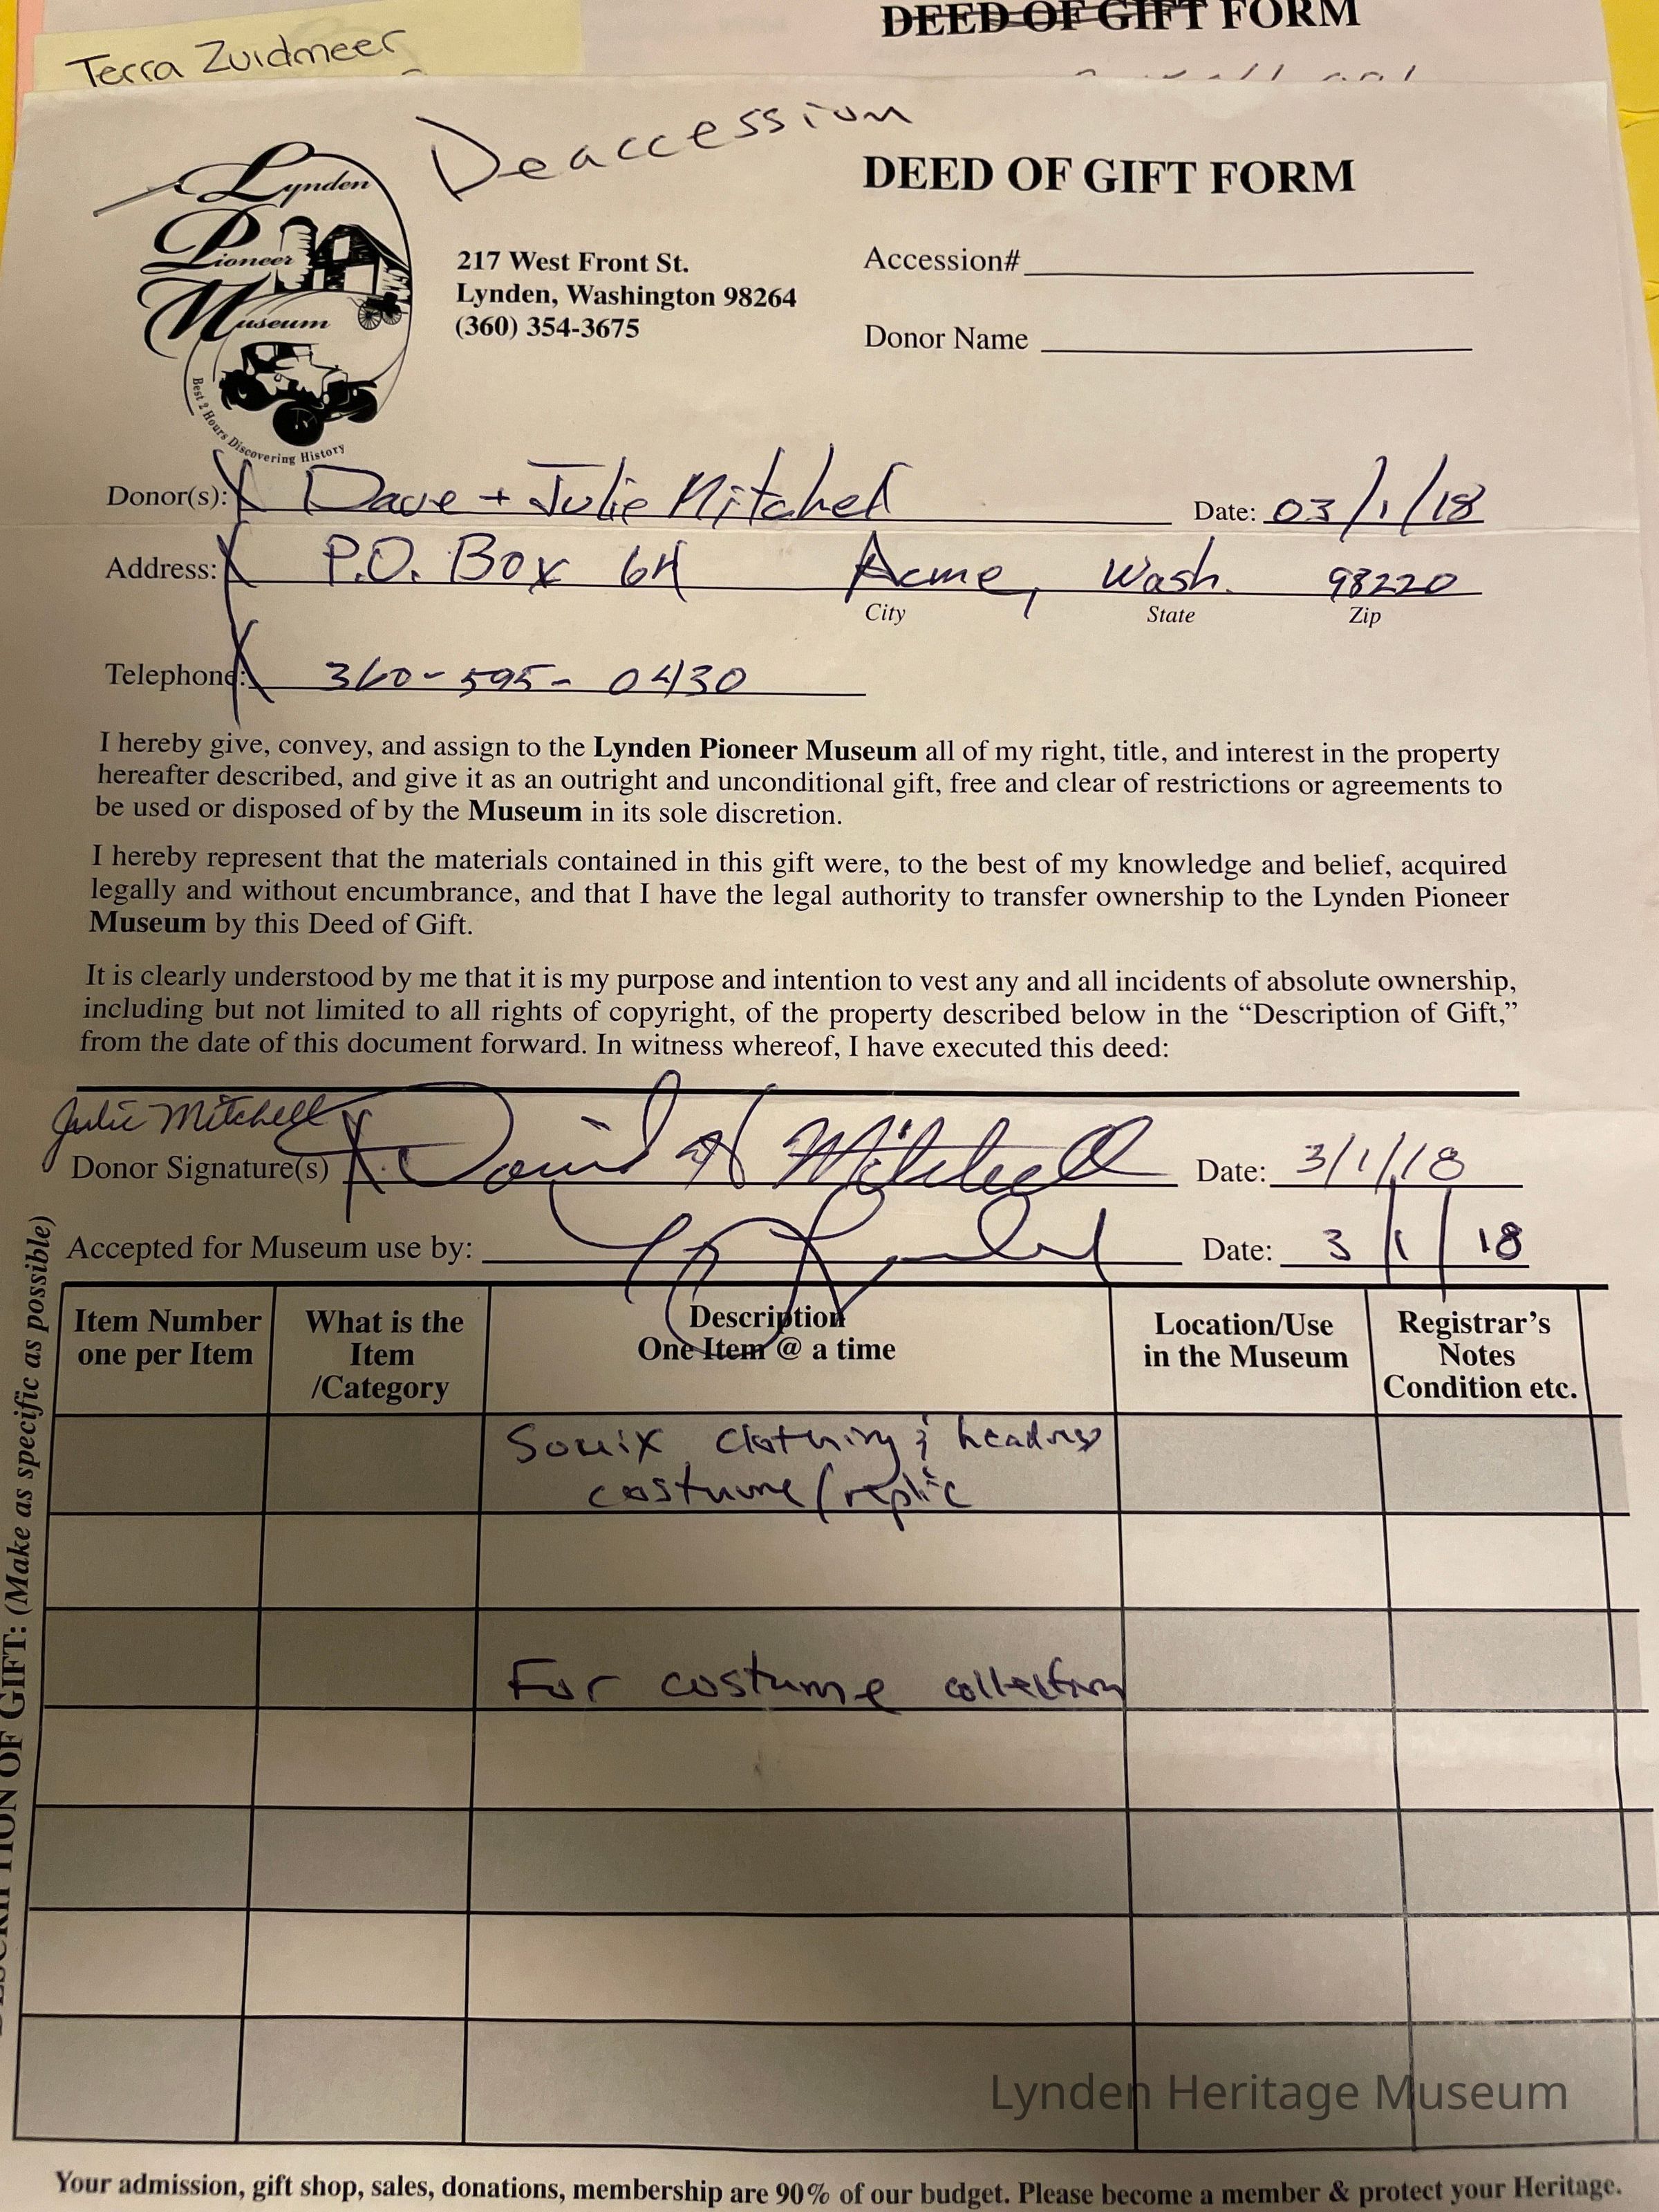 DEED OF GIFT FORM
Terra Zuidmeer
Deaccession
Lynden
Pioneer
Museum
Best 2 Hours Discovering History
217 West Front St.
Lynden, Washington 98264
(360) 354-3675
DEED OF GIFT FORM
Accession#
Donor Name
Donor(s): X Dave + Julie Mitchell Date: 03/1/18
Address: X P.O. Box 64 Acme, Wash. 98220
City State Zip
Telephone: X 360-595-0430
I hereby give, convey, and assign to the Lynden Pioneer Museum all of my right, title, and interest in the property
hereafter described, and give it as an outright and unconditional gift, free and clear of restrictions or agreements to
be used or disposed of by the Museum in its sole discretion.
I hereby represent that the materials contained in this gift were, to the best of my knowledge and belief, acquired
legally and without encumbrance, and that I have the legal authority to transfer ownership to the Lynden Pioneer
Museum by this Deed of Gift.
It is clearly understood by me that it is my purpose and intention to vest any and all incidents of absolute ownership,
including but not limited to all rights of copyright, of the property described below in the “Description of Gift,”
from the date of this document forward. In witness whereof, I have executed this deed:
Julie Mitchell
Donor Signature(s) X David H Mitchell Date: 3/1/18
Accepted for Museum use by: Date: 3/1/18
DESCRIPTION OF GIFT: (Make as specific as possible)
Item Number
one per Item
What is the
Item
/Category
Description
One Item @ a time
Location/Use
in the Museum
Registrar's
Notes
Condition etc.
Souix clothing & headress
costume/replic
For costume collection
Lynden Heritage Museum
Your admission, gift shop, sales, donations, membership are 90% of our budget. Please become a member & protect your Heritage.